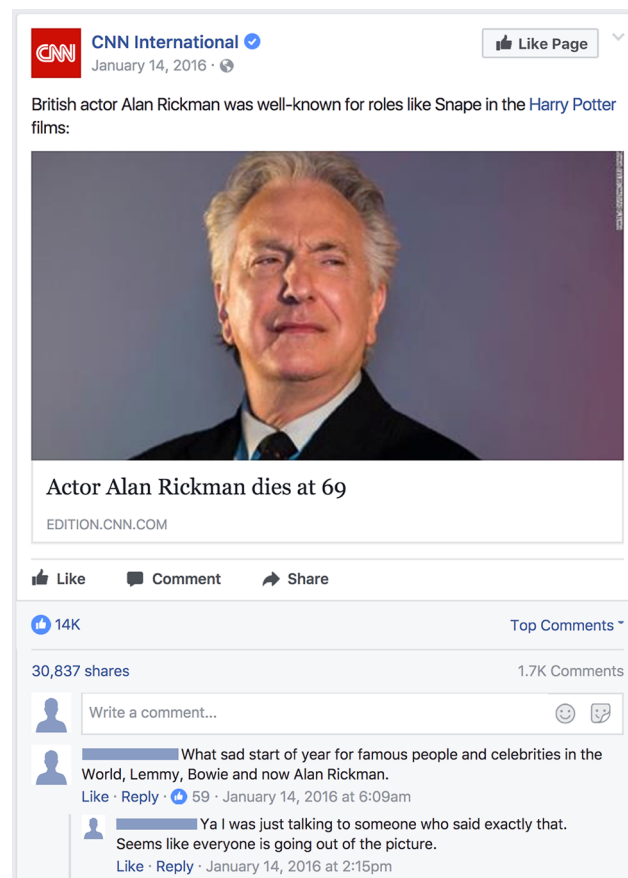 CNN
CNN International
Like Page
January 14, 2016 ·
British actor Alan Rickman was well-known for roles like Snape in the Harry Potter
films:
Actor Alan Rickman dies at 69
EDITION.CNN.COM
Like Comment Share
14K Top Comments
30,837 shares 1.7K Comments
Write a comment...
What sad start of year for famous people and celebrities in the
World, Lemmy, Bowie and now Alan Rickman.
Like · Reply · 59 · January 14, 2016 at 6:09am
Ya I was just talking to someone who said exactly that.
Seems like everyone is going out of the picture.
Like · Reply · January 14, 2016 at 2:15pm